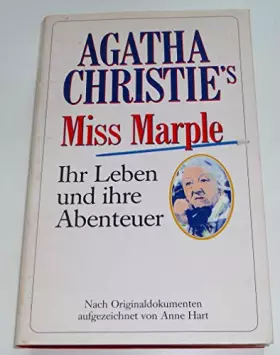 AGATHA
CHRISTIE's
Miss Marple
Ihr Leben
und ihre
Abenteuer
Nach Originaldokumenten
aufgezeichnet von Anne Hart